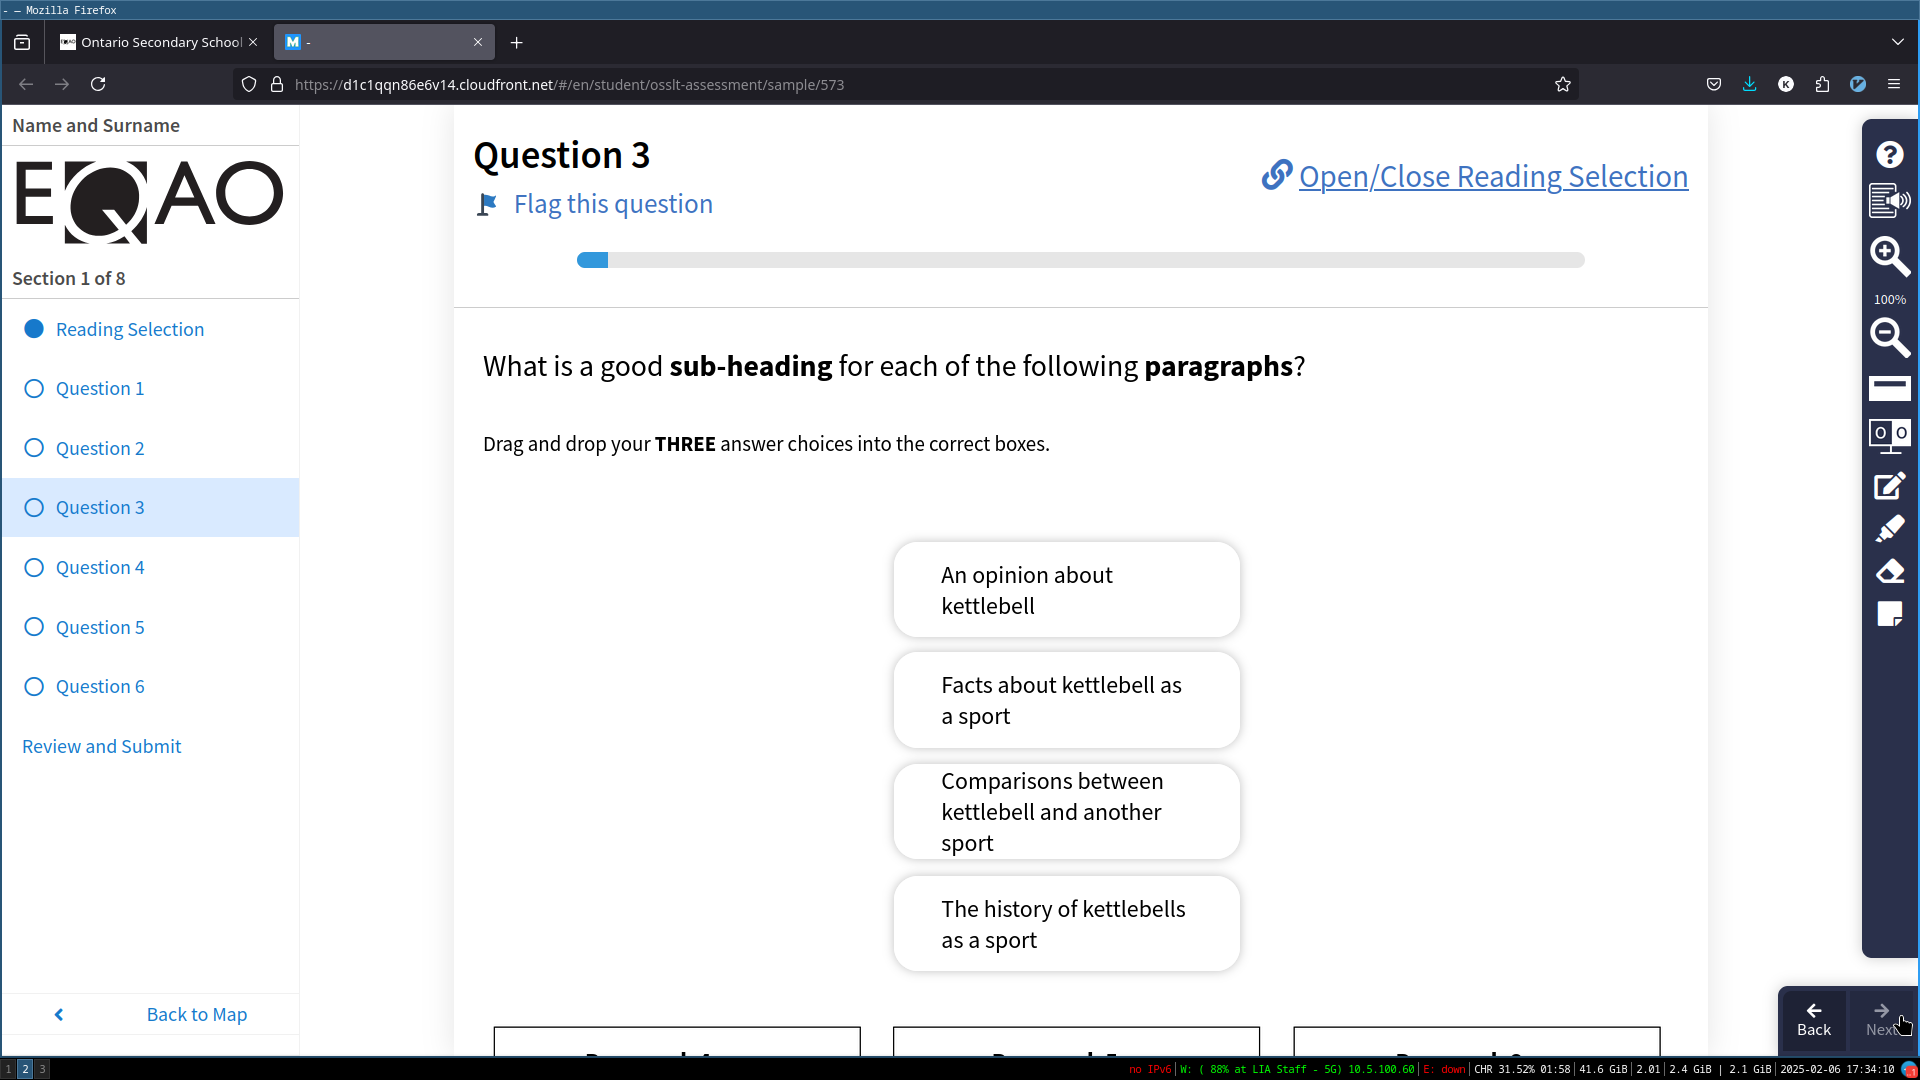 - — Mozilla Firefox
Ontario Secondary School
M -
https://d1c1qqn86e6v14.cloudfront.net/#/en/student/osslt-assessment/sample/573
Name and Surname
EQAO
Section 1 of 8
Reading Selection
Question 1
Question 2
Question 3
Question 4
Question 5
Question 6
Review and Submit
Back to Map
Question 3
Flag this question
Open/Close Reading Selection
What is a good sub-heading for each of the following paragraphs?
Drag and drop your THREE answer choices into the correct boxes.
An opinion about
kettlebell
Facts about kettlebell as
a sport
Comparisons between
kettlebell and another
sport
The history of kettlebells
as a sport
100%
Back
Next
1 2 3
no IPv6 | W: ( 88% at LIA Staff - 5G) 10.5.100.60 | E: down | CHR 31.52% 01:58 | 41.6 GiB | 2.01 | 2.4 GiB | 2.1 GiB | 2025-02-06 17:34:10